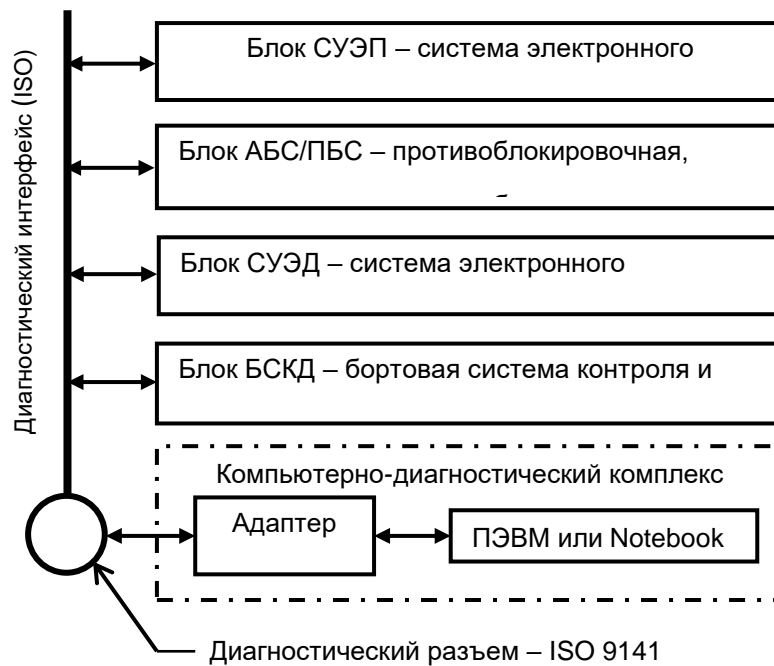 Диагностический интерфейс (ISO)
Блок СУЭП – система электронного
Блок АБС/ПБС – противоблокировочная,
Блок СУЭД – система электронного
Блок БСКД – бортовая система контроля и
Компьютерно-диагностический комплекс
Адаптер
ПЭВМ или Notebook
Диагностический разъем – ISO 9141